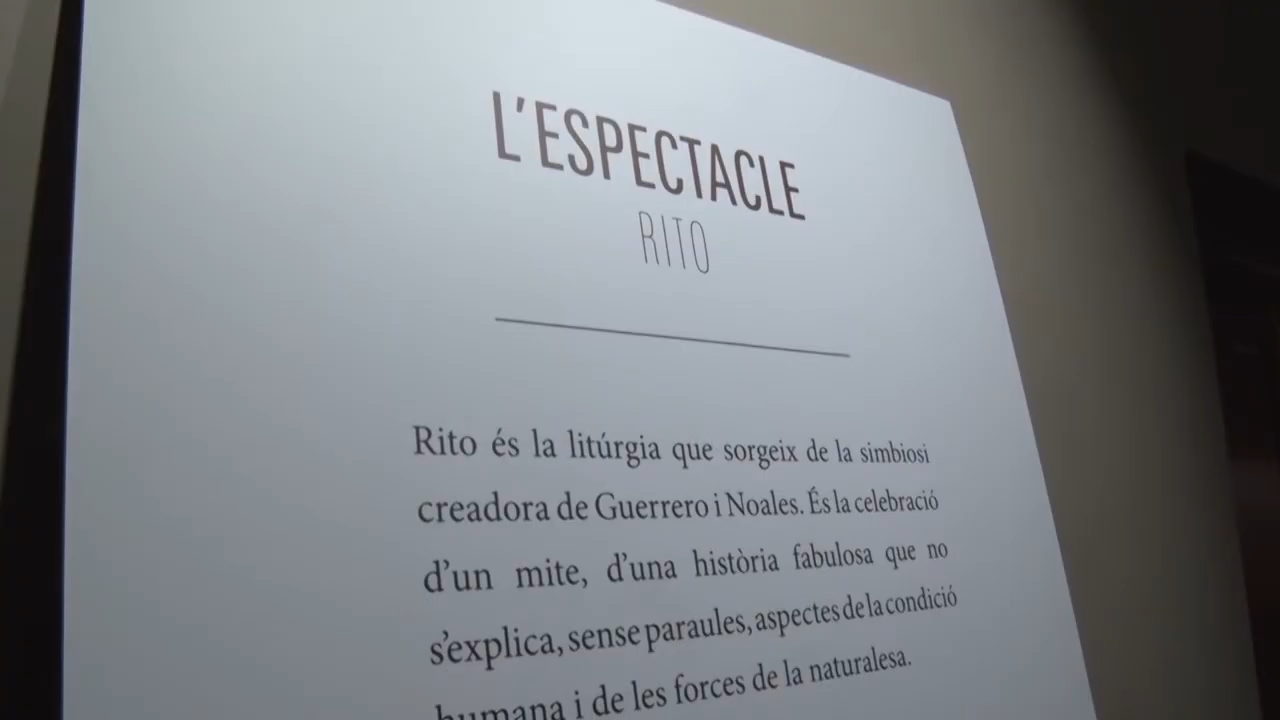 L'ESPECTACLE
RITO
Rito és la litúrgia que sorgeix de la simbiosi
creadora de Guerrero i Noales. És la celebració
d'un mite, d'una història fabulosa que no
s'explica, sense paraules, aspectes de la condició
humana i de les forces de la naturalesa.